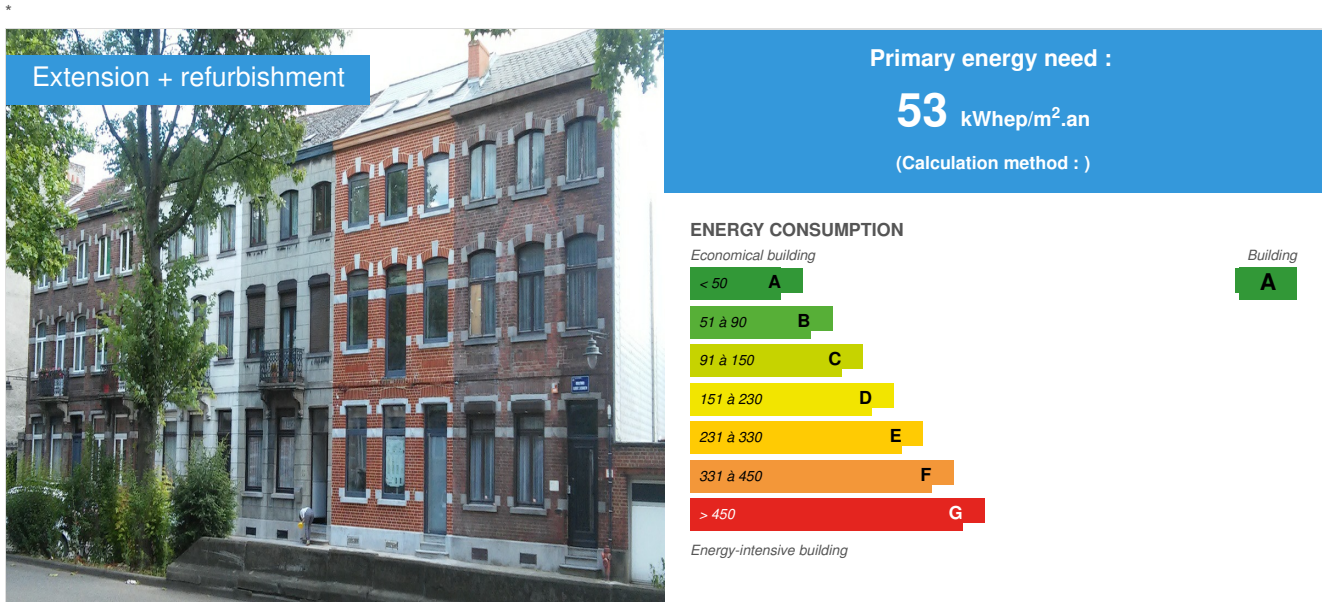 *
Extension + refurbishment
Primary energy need :
53 kWhep/m².an
(Calculation method : )
ENERGY CONSUMPTION
Economical building
Building
< 50 A
A
51 à 90 B
91 à 150 C
151 à 230 D
231 à 330 E
331 à 450 F
> 450 G
Energy-intensive building